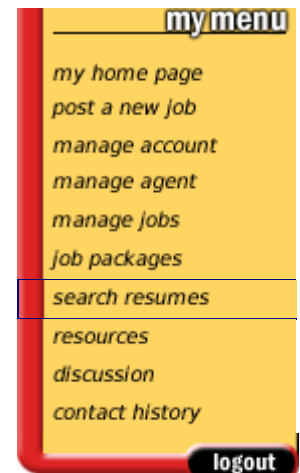 my menu
my home page
post a new job
manage account
manage agent
manage jobs
job packages
search resumes
resources
discussion
contact history
logout